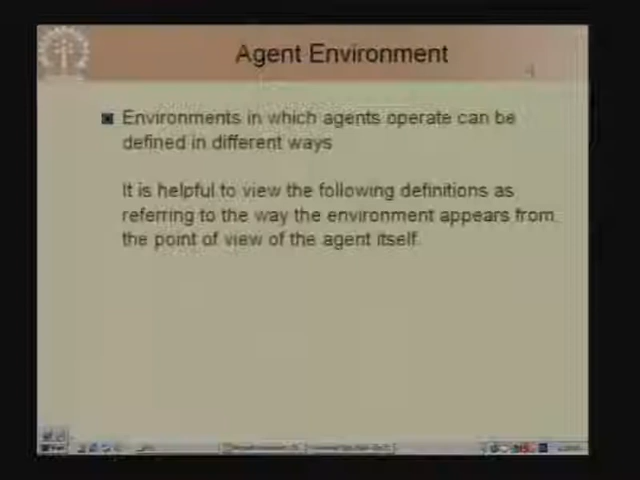 Agent Environment
Environments in which agents operate can be
defined in different ways
It is helpful to view the following definitions as
referring to the way the environment appears from
the point of view of the agent itself.